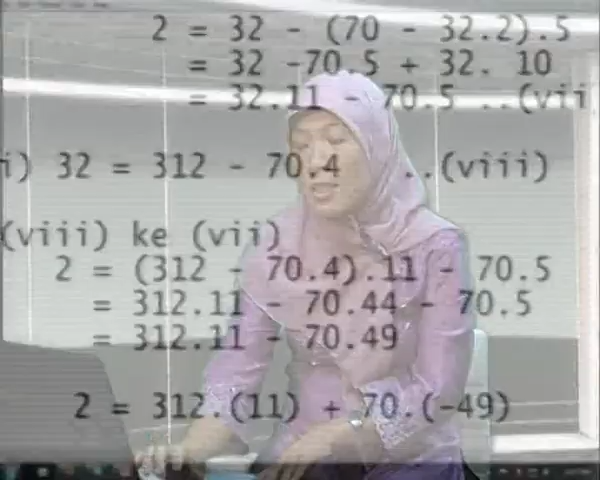 2 = 32 - (70 - 32.2).5
= 32 -70.5 + 32. 10
= 32.11 - 70.5 ..(vii
i) 32 = 312 - 70.4 ..(viii)
(viii) ke (vii)
2 = (312 - 70.4).11 - 70.5
= 312.11 - 70.44 - 70.5
= 312.11 - 70.49
2 = 312.(11) + 70.(-49)